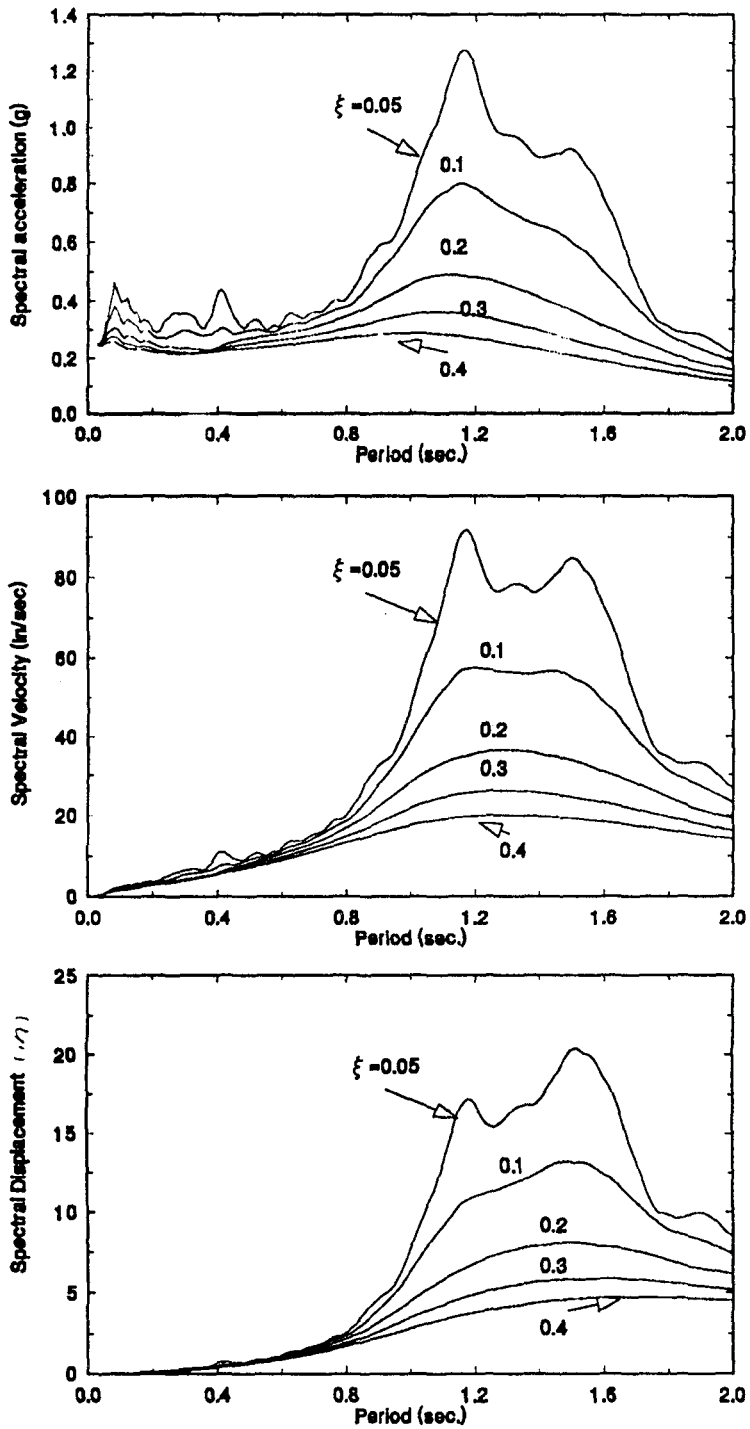 1.4
1.2
1.0
0.8
0.6
0.4
0.2
0.0
Spectral acceleration (g)
ξ =0.05
0.1
0.2
0.3
0.4
0.0 0.4 0.8 1.2 1.6 2.0
Period (sec.)
100
80
60
40
20
0
Spectral Velocity (in/sec)
ξ =0.05
0.1
0.2
0.3
0.4
0.0 0.4 0.8 1.2 1.6 2.0
Period (sec.)
25
20
15
10
5
0
Spectral Displacement
ξ =0.05
0.1
0.2
0.3
0.4
0.0 0.4 0.8 1.2 1.6 2.0
Period (sec.)